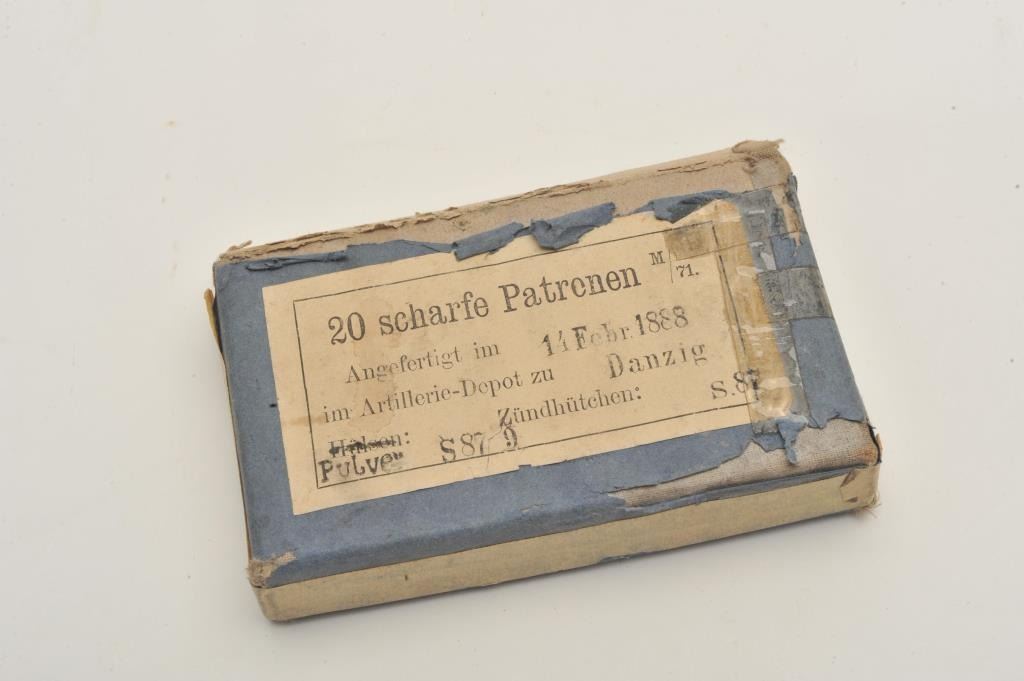 20 scharfe Patronen M/71.
Angefertigt im 14 Febr. 1888
im Artillerie-Depot zu Danzig
Hülsen: Zündhütchen: S.87
Pulver S 87 9